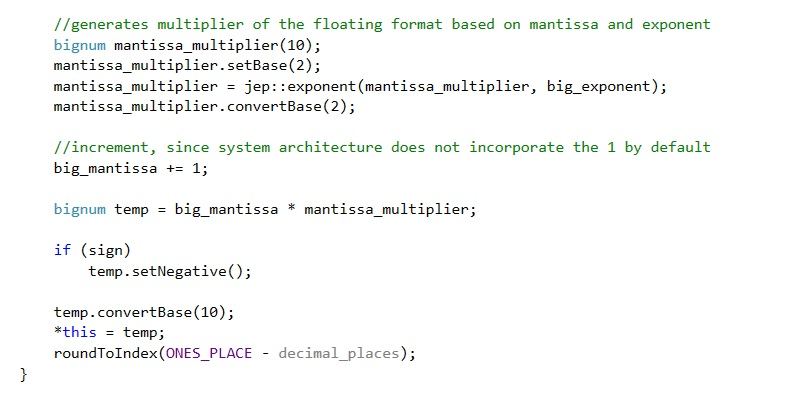 //generates multiplier of the floating format based on mantissa and exponent
bignum mantissa_multiplier(10);
mantissa_multiplier.setBase(2);
mantissa_multiplier = jep::exponent(mantissa_multiplier, big_exponent);
mantissa_multiplier.convertBase(2);
//increment, since system architecture does not incorporate the 1 by default
big_mantissa += 1;
bignum temp = big_mantissa * mantissa_multiplier;
if (sign)
temp.setNegative();
temp.convertBase(10);
*this = temp;
roundToIndex(ONES_PLACE - decimal_places);
}